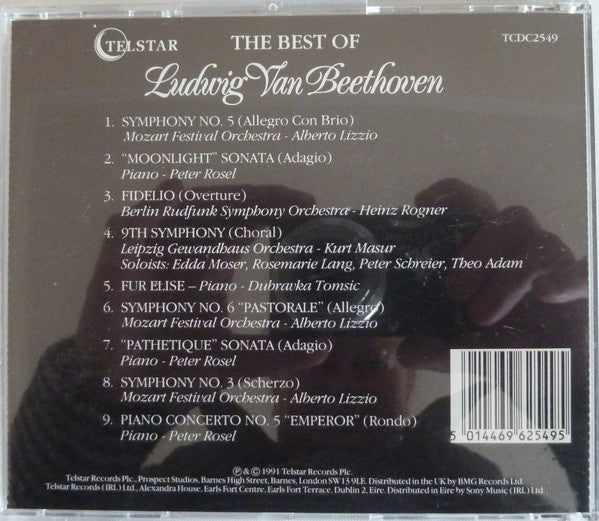 TELSTAR
THE BEST OF
TCDC2549
Ludwig Van Beethoven
1. SYMPHONY NO. 5 (Allegro Con Brio)
Mozart Festival Orchestra - Alberto Lizzio
2. “MOONLIGHT” SONATA (Adagio)
Piano - Peter Rosel
3. FIDELIO (Overture)
Berlin Rudfunk Symphony Orchestra - Heinz Rogner
4. 9TH SYMPHONY (Choral)
Leipzig Gewandhaus Orchestra - Kurt Masur
Soloists: Edda Moser, Rosemarie Lang, Peter Schreier, Theo Adam
5. FUR ELISE – Piano - Dubravka Tomsic
6. SYMPHONY NO. 6 “PASTORALE” (Allegro)
Mozart Festival Orchestra - Alberto Lizzio
7. “PATHETIQUE” SONATA (Adagio)
Piano - Peter Rosel
8. SYMPHONY NO. 3 (Scherzo)
Mozart Festival Orchestra - Alberto Lizzio
9. PIANO CONCERTO NO. 5 “EMPEROR” (Rondo)
Piano - Peter Rosel
5 014469 625495
℗ & © 1991 Telstar Records Plc.
Telstar Records Plc., Prospect Studios, Barnes High Street, Barnes, London SW13 9LE. Distributed in the UK by BMG Records Ltd.
Telstar Records (IRL) Ltd., Alexandra House, Earls Fort Centre, Earls Fort Terrace, Dublin 2, Eire. Distributed in Eire by Sony Music (IRL) Ltd.